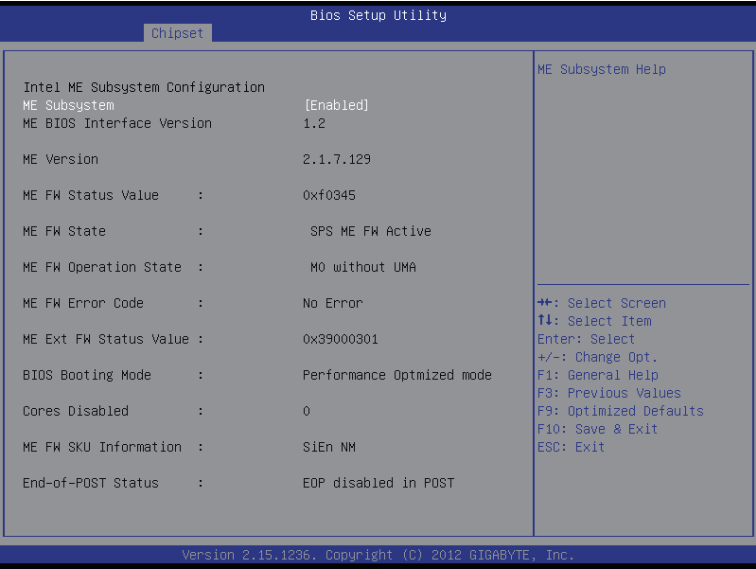 Bios Setup Utility
Chipset
Intel ME Subsystem Configuration
ME Subsystem [Enabled]
ME BIOS Interface Version 1.2
ME Version 2.1.7.129
ME FW Status Value : 0xf0345
ME FW State : SPS ME FW Active
ME FW Operation State : M0 without UMA
ME FW Error Code : No Error
ME Ext FW Status Value : 0x39000301
BIOS Booting Mode : Performance Optmized mode
Cores Disabled : 0
ME FW SKU Information : SiEn NM
End-of-POST Status : EOP disabled in POST
ME Subsystem Help
→←: Select Screen
↑↓: Select Item
Enter: Select
+/-: Change Opt.
F1: General Help
F3: Previous Values
F9: Optimized Defaults
F10: Save & Exit
ESC: Exit
Version 2.15.1236. Copyright (C) 2012 GIGABYTE, Inc.